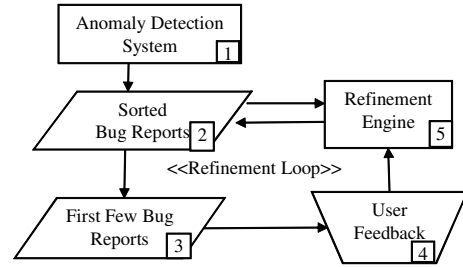 Anomaly Detection
System
1
Sorted
Bug Reports
2
Refinement
Engine
5
<<Refinement Loop>>
First Few Bug
Reports
3
User
Feedback
4